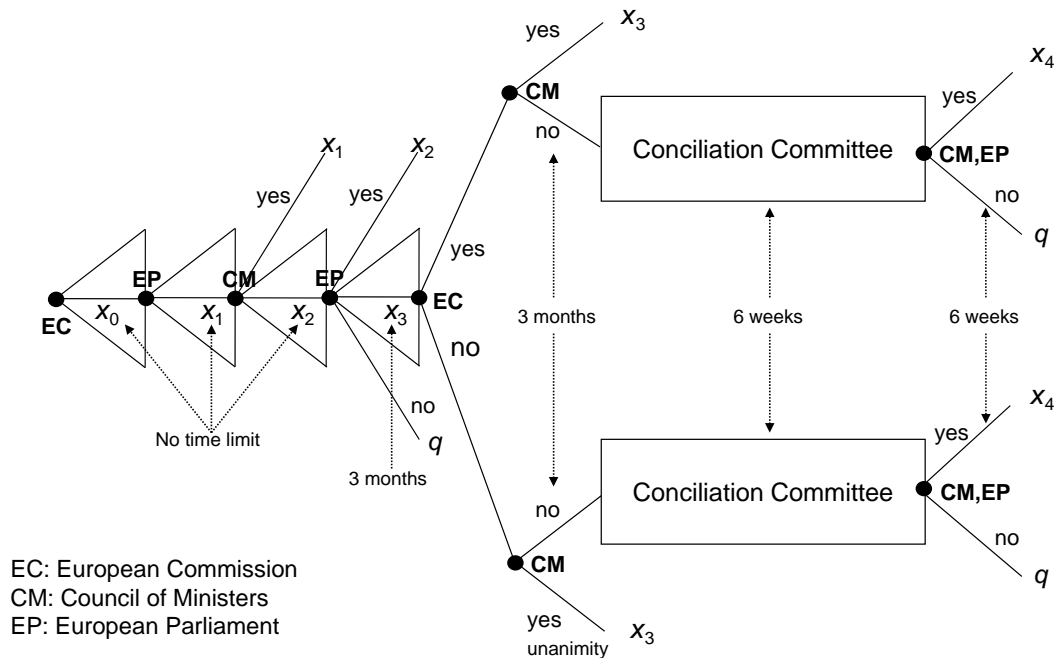 yes
x3
CM
no
Conciliation Committee
yes
x4
CM,EP
no
q
x1
x2
yes
yes
yes
EP
CM
EP
EC
EC
x0
x1
x2
x3
no
3 months
6 weeks
6 weeks
No time limit
no
q
3 months
no
Conciliation Committee
yes
x4
CM,EP
no
q
CM
yes
unanimity
x3
EC: European Commission
CM: Council of Ministers
EP: European Parliament